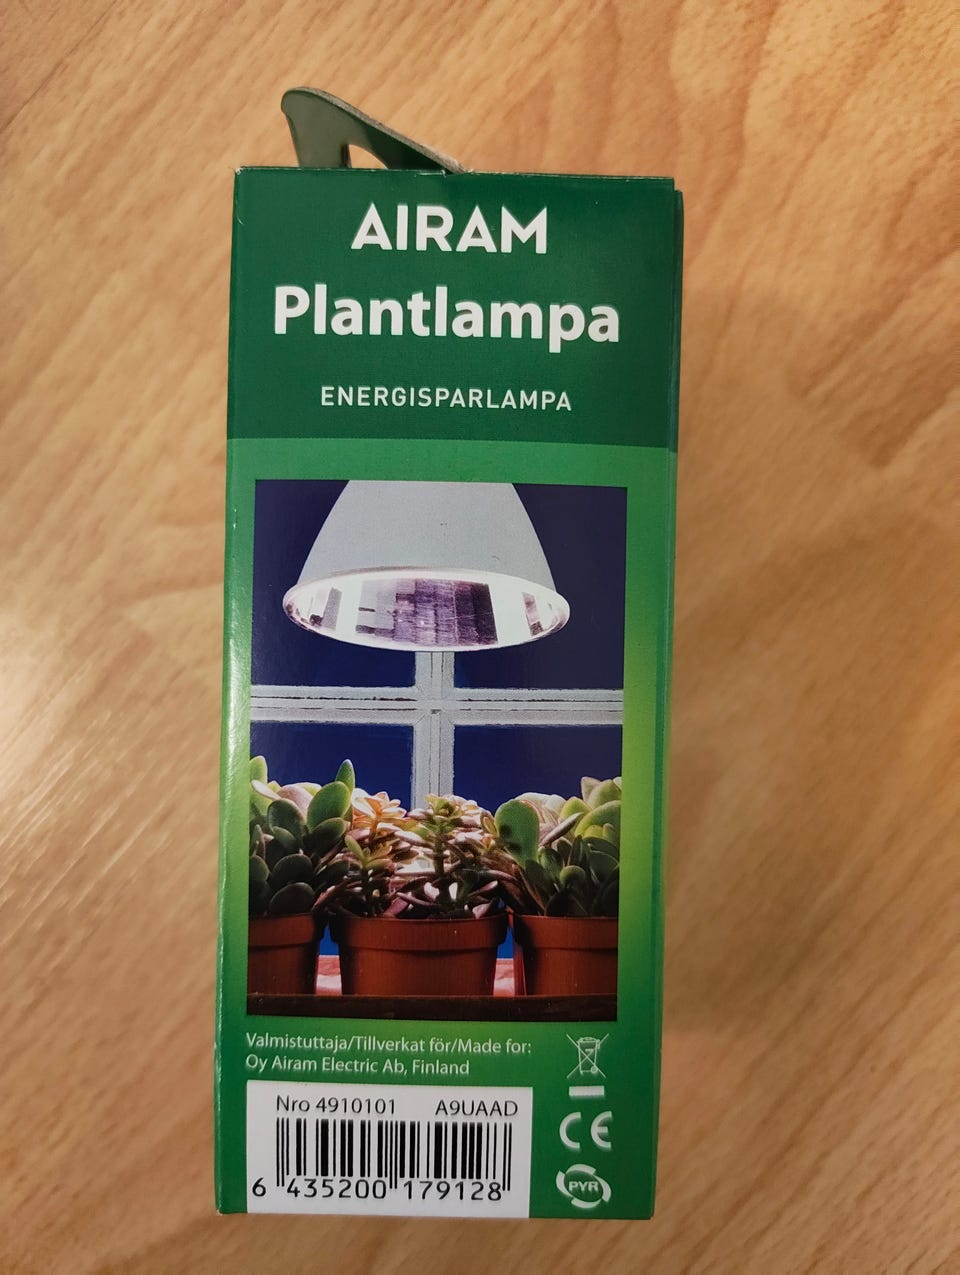 AIRAM
Plantlampa
ENERGISPARLAMPA
Valmistuttaja/Tillverkat för/Made for:
Oy Airam Electric Ab, Finland
Nro 4910101 A9UAAD
6 435200 179128
CE
PYR